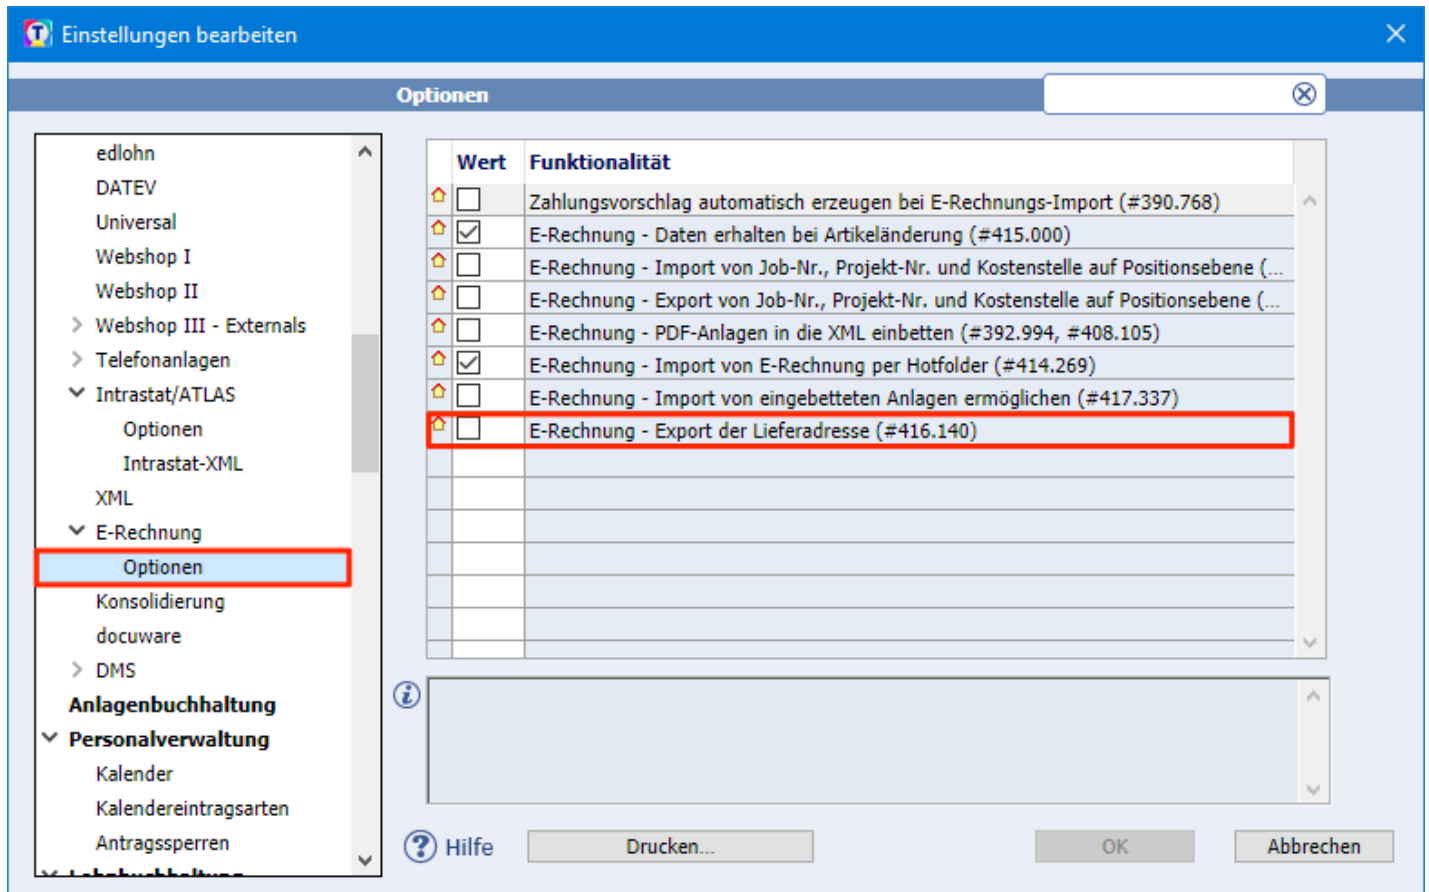 Einstellungen bearbeiten
Optionen
edlohn
DATEV
Universal
Webshop I
Webshop II
Webshop III - Externals
Telefonanlagen
Intrastat/ATLAS
Optionen
Intrastat-XML
XML
E-Rechnung
Optionen
Konsolidierung
docuware
DMS
Anlagenbuchhaltung
Personalverwaltung
Kalender
Kalendereintragsarten
Antragssperren
Wert Funktionalität
Zahlungsvorschlag automatisch erzeugen bei E-Rechnungs-Import (#390.768)
E-Rechnung - Daten erhalten bei Artikeländerung (#415.000)
E-Rechnung - Import von Job-Nr., Projekt-Nr. und Kostenstelle auf Positionsebene (...
E-Rechnung - Export von Job-Nr., Projekt-Nr. und Kostenstelle auf Positionsebene (...
E-Rechnung - PDF-Anlagen in die XML einbetten (#392.994, #408.105)
E-Rechnung - Import von E-Rechnung per Hotfolder (#414.269)
E-Rechnung - Import von eingebetteten Anlagen ermöglichen (#417.337)
E-Rechnung - Export der Lieferadresse (#416.140)
Hilfe
Drucken...
OK
Abbrechen